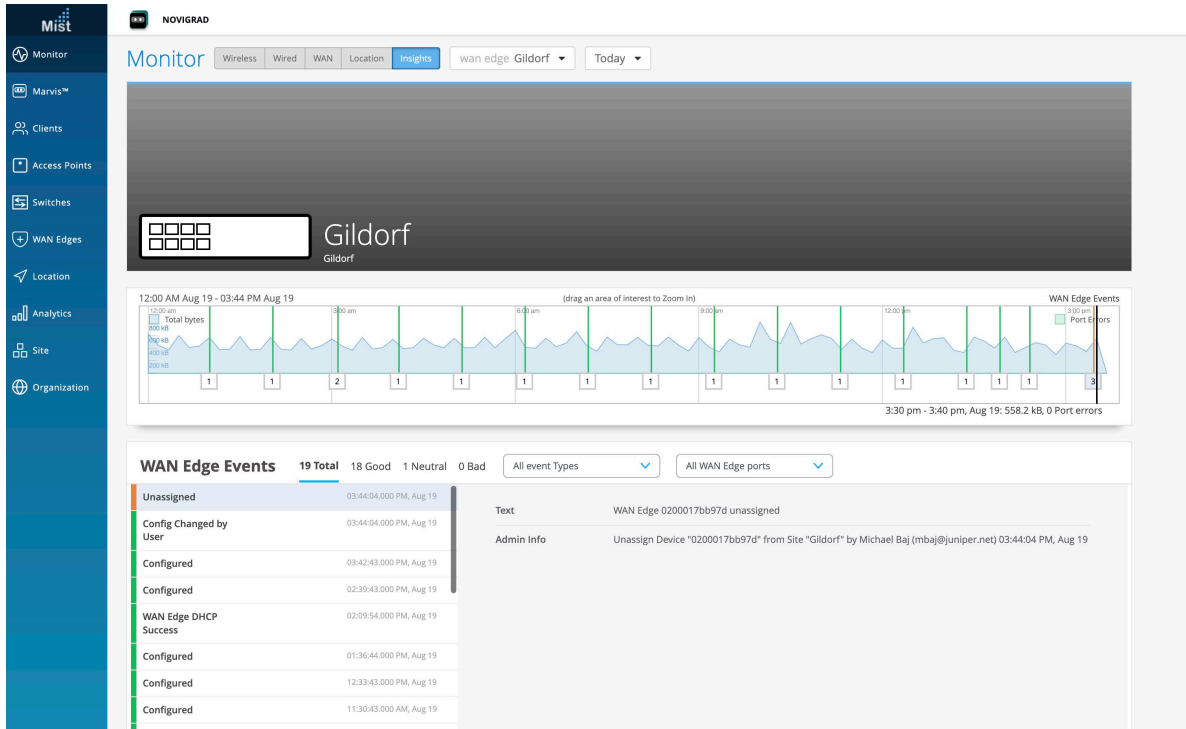 Mist
NOVIGRAD
Monitor
Marvis™
Clients
Access Points
Switches
WAN Edges
Location
Analytics
Site
Organization
Monitor Wireless Wired WAN Location Insights wan edge Gildorf Today
Gildorf
Gildorf
12:00 AM Aug 19 - 03:44 PM Aug 19 (drag an area of interest to Zoom In) WAN Edge Events
12:00 am 3:00 am 6:00 am 9:00 am 12:00 pm 3:00 pm
Total bytes Port Errors
800 kB
600 kB
400 kB
200 kB
1 1 2 1 1 1 1 1 1 1 1 1 1 1 1 3
3:30 pm - 3:40 pm, Aug 19: 558.2 kB, 0 Port errors
WAN Edge Events 19 Total 18 Good 1 Neutral 0 Bad All event Types All WAN Edge ports
Unassigned 03:44:04.000 PM, Aug 19
Config Changed by
User 03:44:04.000 PM, Aug 19
Configured 03:42:43.000 PM, Aug 19
Configured 02:39:43.000 PM, Aug 19
WAN Edge DHCP
Success 02:09:54.000 PM, Aug 19
Configured 01:36:44.000 PM, Aug 19
Configured 12:33:43.000 PM, Aug 19
Configured 11:30:43.000 AM, Aug 19
Text WAN Edge 0200017bb97d unassigned
Admin Info Unassign Device "0200017bb97d" from Site "Gildorf" by Michael Baj (mbaj@juniper.net) 03:44:04 PM, Aug 19